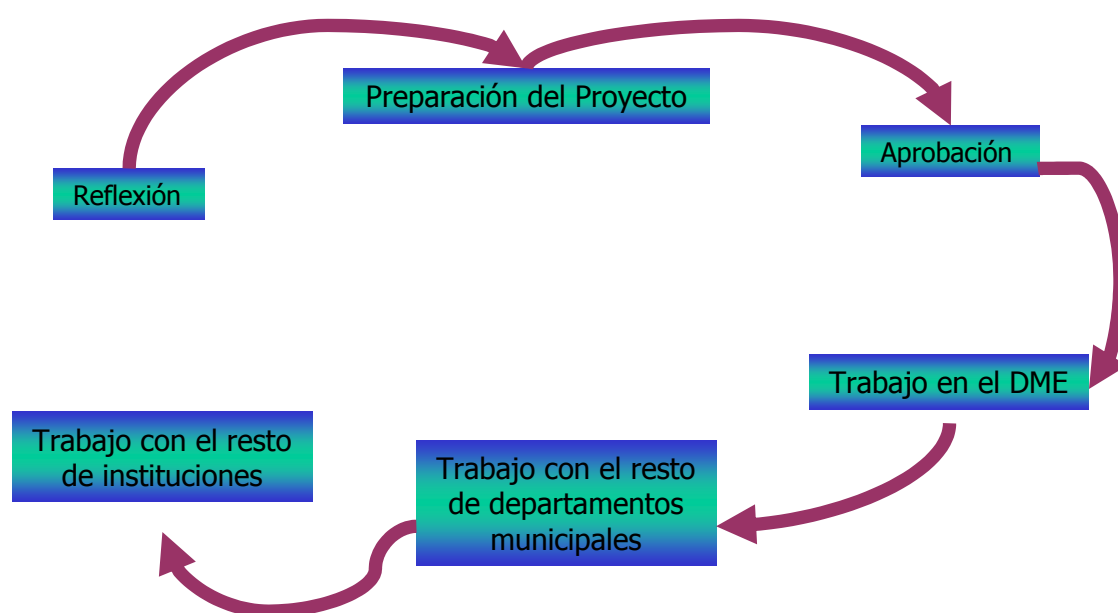 Reflexión
Preparación del Proyecto
Aprobación
Trabajo en el DME
Trabajo con el resto
de departamentos
municipales
Trabajo con el resto
de instituciones